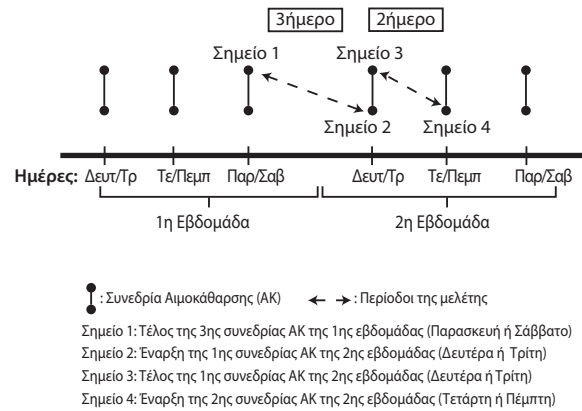 3ήμερο 2ήμερο
Σημείο 1 Σημείο 3
Σημείο 2 Σημείο 4
Ημέρες: Δευτ/Τρ Τε/Πεμπ Παρ/Σαβ Δευτ/Τρ Τε/Πεμπ Παρ/Σαβ
1η Εβδομάδα 2η Εβδομάδα
: Συνεδρία Αιμοκάθαρσης (ΑΚ) : Περίοδοι της μελέτης
Σημείο 1: Τέλος της 3ης συνεδρίας ΑΚ της 1ης εβδομάδας (Παρασκευή ή Σάββατο)
Σημείο 2: Έναρξη της 1ης συνεδρίας ΑΚ της 2ης εβδομάδας (Δευτέρα ή Τρίτη)
Σημείο 3: Τέλος της 1ης συνεδρίας ΑΚ της 2ης εβδομάδας (Δευτέρα ή Τρίτη)
Σημείο 4: Έναρξη της 2ης συνεδρίας ΑΚ της 2ης εβδομάδας (Τετάρτη ή Πέμπτη)